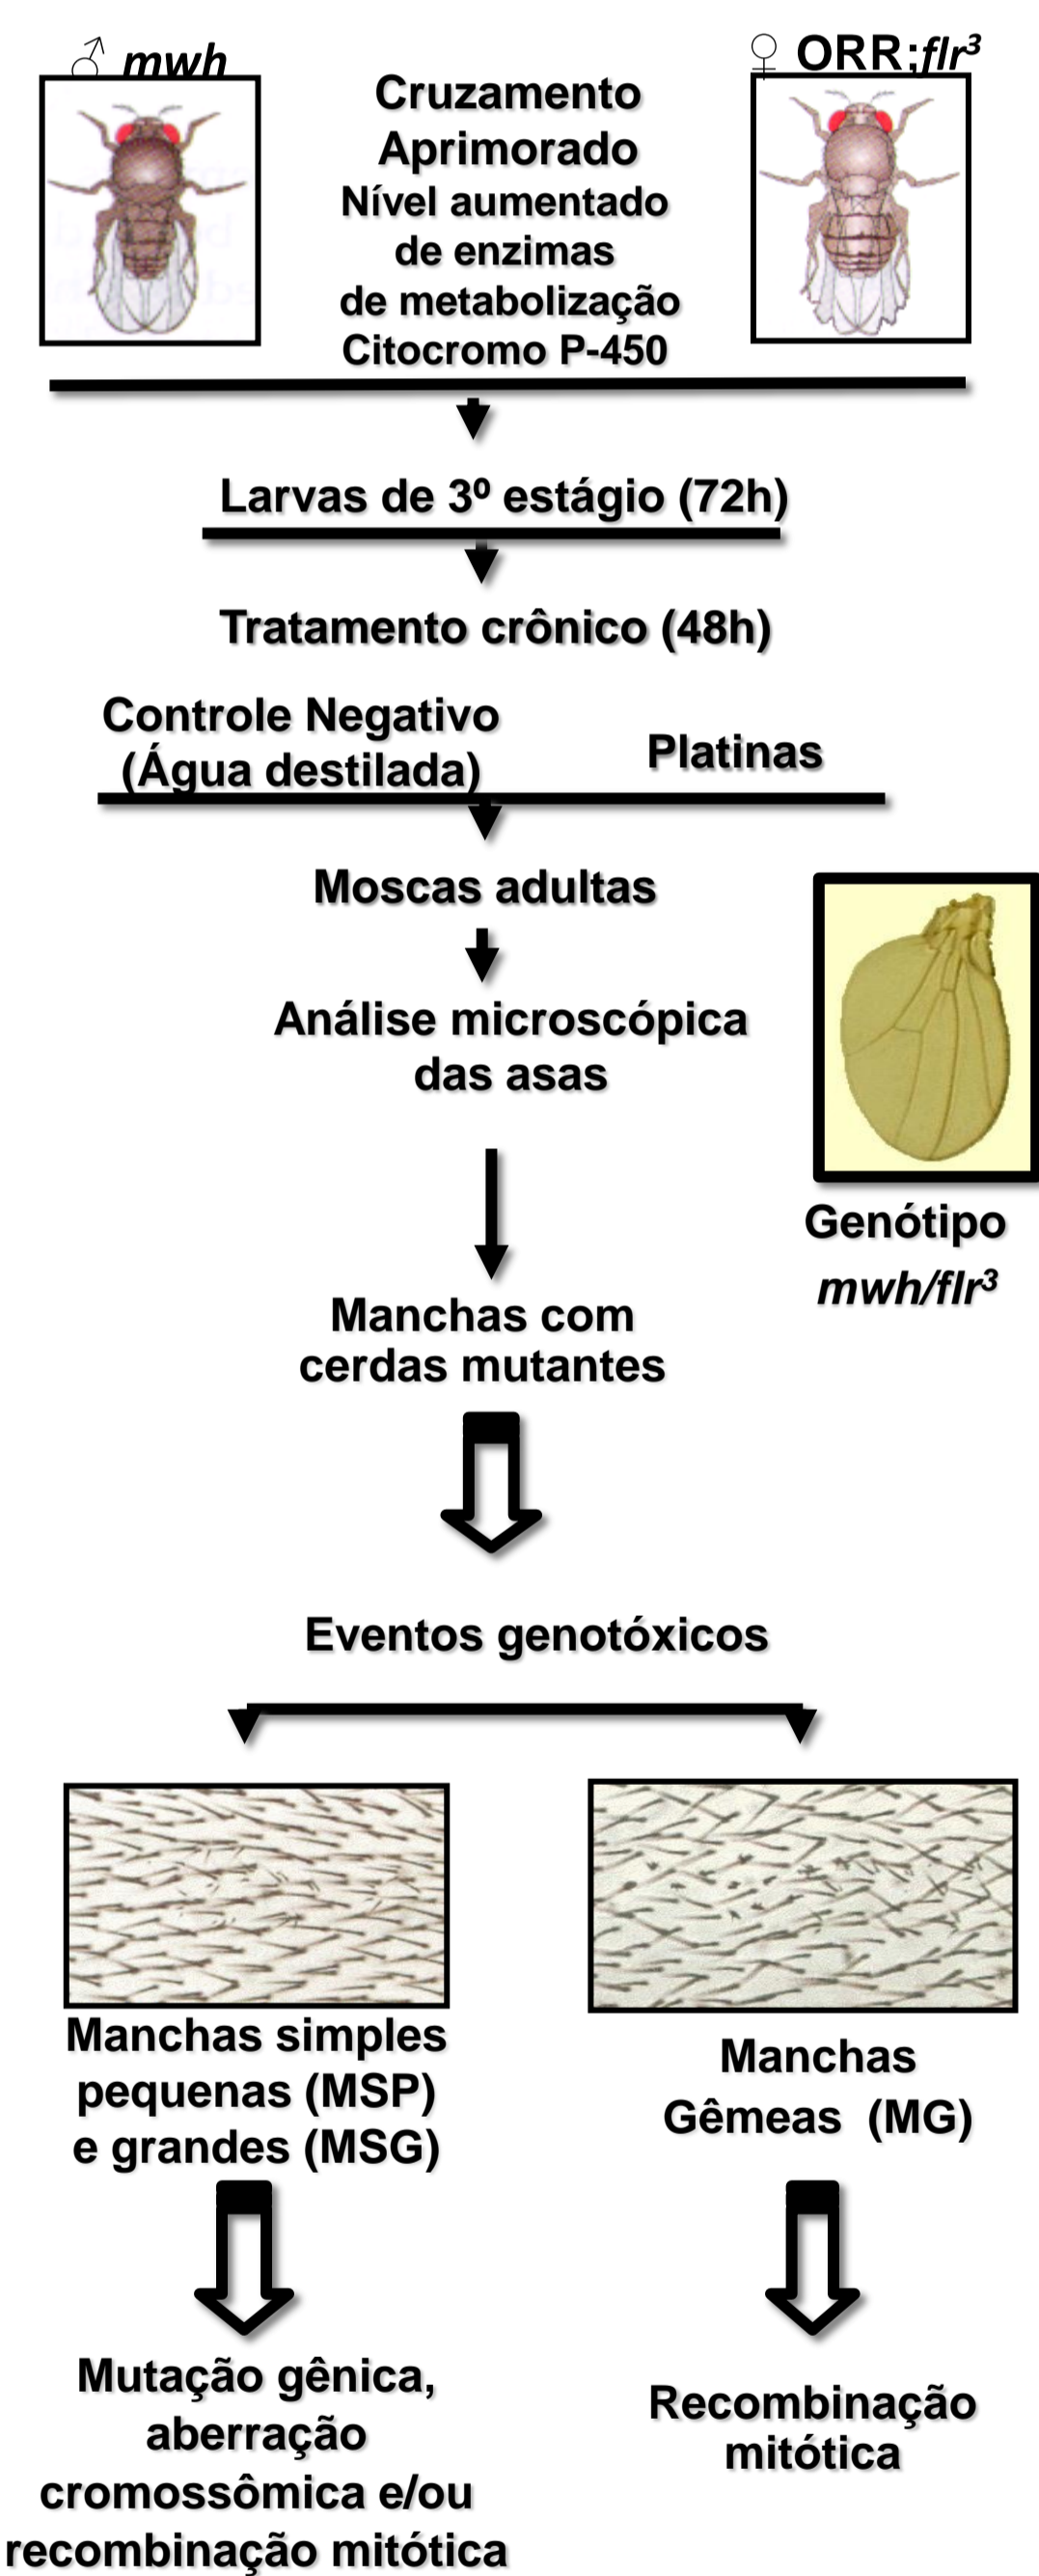 ♂ mwh
♀ ORR;flr³
Cruzamento
Aprimorado
Nível aumentado
de enzimas
de metabolização
Citocromo P-450
Larvas de 3º estágio (72h)
Tratamento crônico (48h)
Controle Negativo
(Água destilada)
Platinas
Moscas adultas
Análise microscópica
das asas
Genótipo
mwh/flr³
Manchas com
cerdas mutantes
Eventos genotóxicos
Manchas simples
pequenas (MSP)
e grandes (MSG)
Manchas
Gêmeas (MG)
Mutação gênica,
aberração
cromossômica e/ou
recombinação mitótica
Recombinação
mitótica